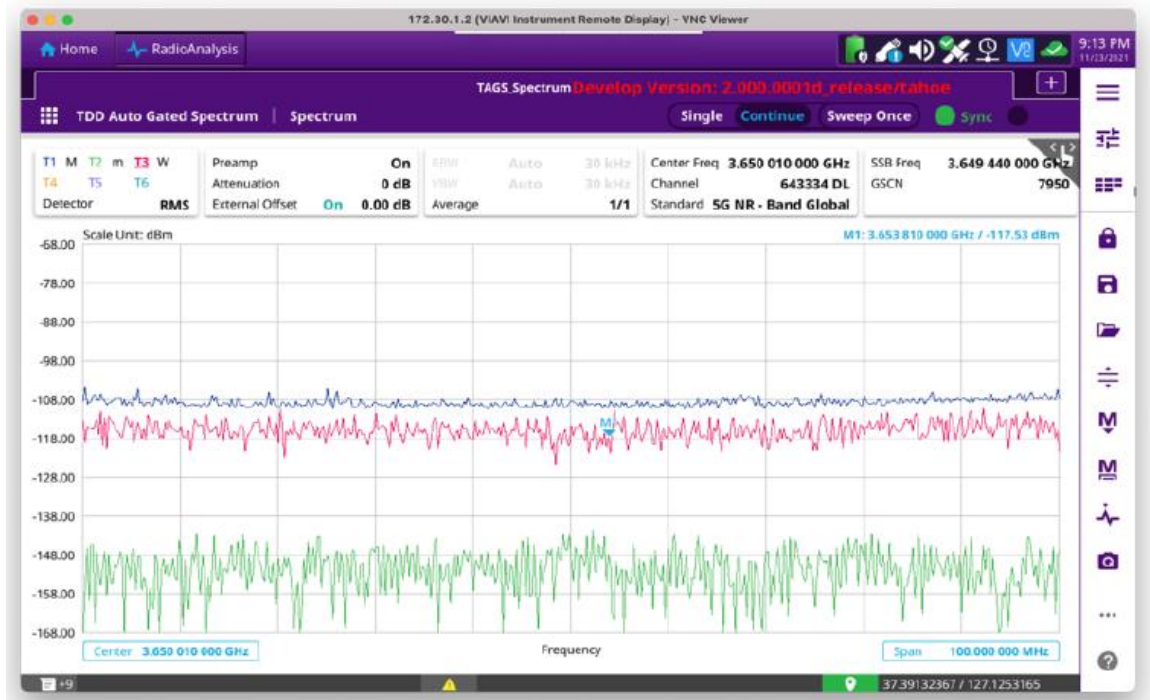 172.30.1.2 (VIAVI Instrument Remote Display) - VNC Viewer
Home RadioAnalysis
9:13 PM
TAGS_Spectrum Develop Version: 2.000.0001d_release/tahoe
TDD Auto Gated Spectrum | Spectrum Single Continue Sweep Once Sync
T1 M T2 m T3 W
T4 T5 T6
Detector RMS
Preamp On
Attenuation 0 dB
External Offset On 0.00 dB
RBW Auto 30 kHz
VBW Auto 30 kHz
Average 1/1
Center Freq 3.650 010 000 GHz
Channel 643334 DL
Standard 5G NR - Band Global
SSB Freq 3.649 440 000 GHz
GSCN 7950
Scale Unit: dBm M1: 3.653 810 000 GHz / -117.53 dBm
-68.00
-78.00
-88.00
-98.00
-108.00
M
-118.00
-128.00
-138.00
-148.00
-158.00
-168.00
Center 3.650 010 000 GHz Frequency Span 100.000 000 MHz
+9 37.39132367 / 127.1253165